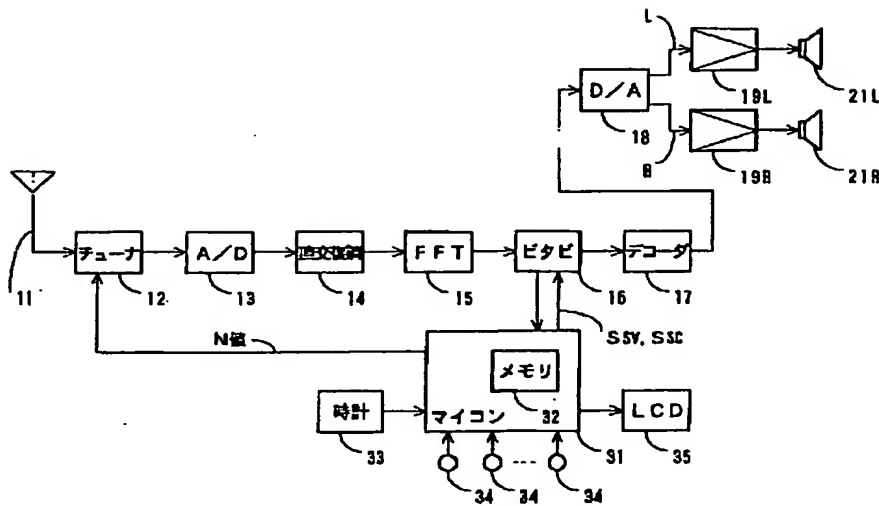 L
D/A
18
19L
21L
R
19R
21R
チューナ
A/D
直交復調
FFT
ビタビ
デコーダ
11
12
13
14
15
16
17
N値
SSV, SSC
メモリ
32
時計
33
マイコン
31
LCD
35
34
34
---
34